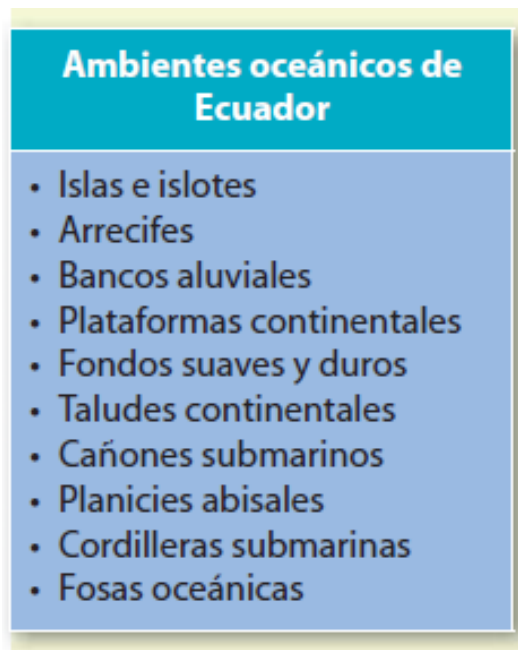 Ambientes oceánicos de
Ecuador
• Islas e islotes
• Arrecifes
• Bancos aluviales
• Plataformas continentales
• Fondos suaves y duros
• Taludes continentales
• Cañones submarinos
• Planicies abisales
• Cordilleras submarinas
• Fosas oceánicas